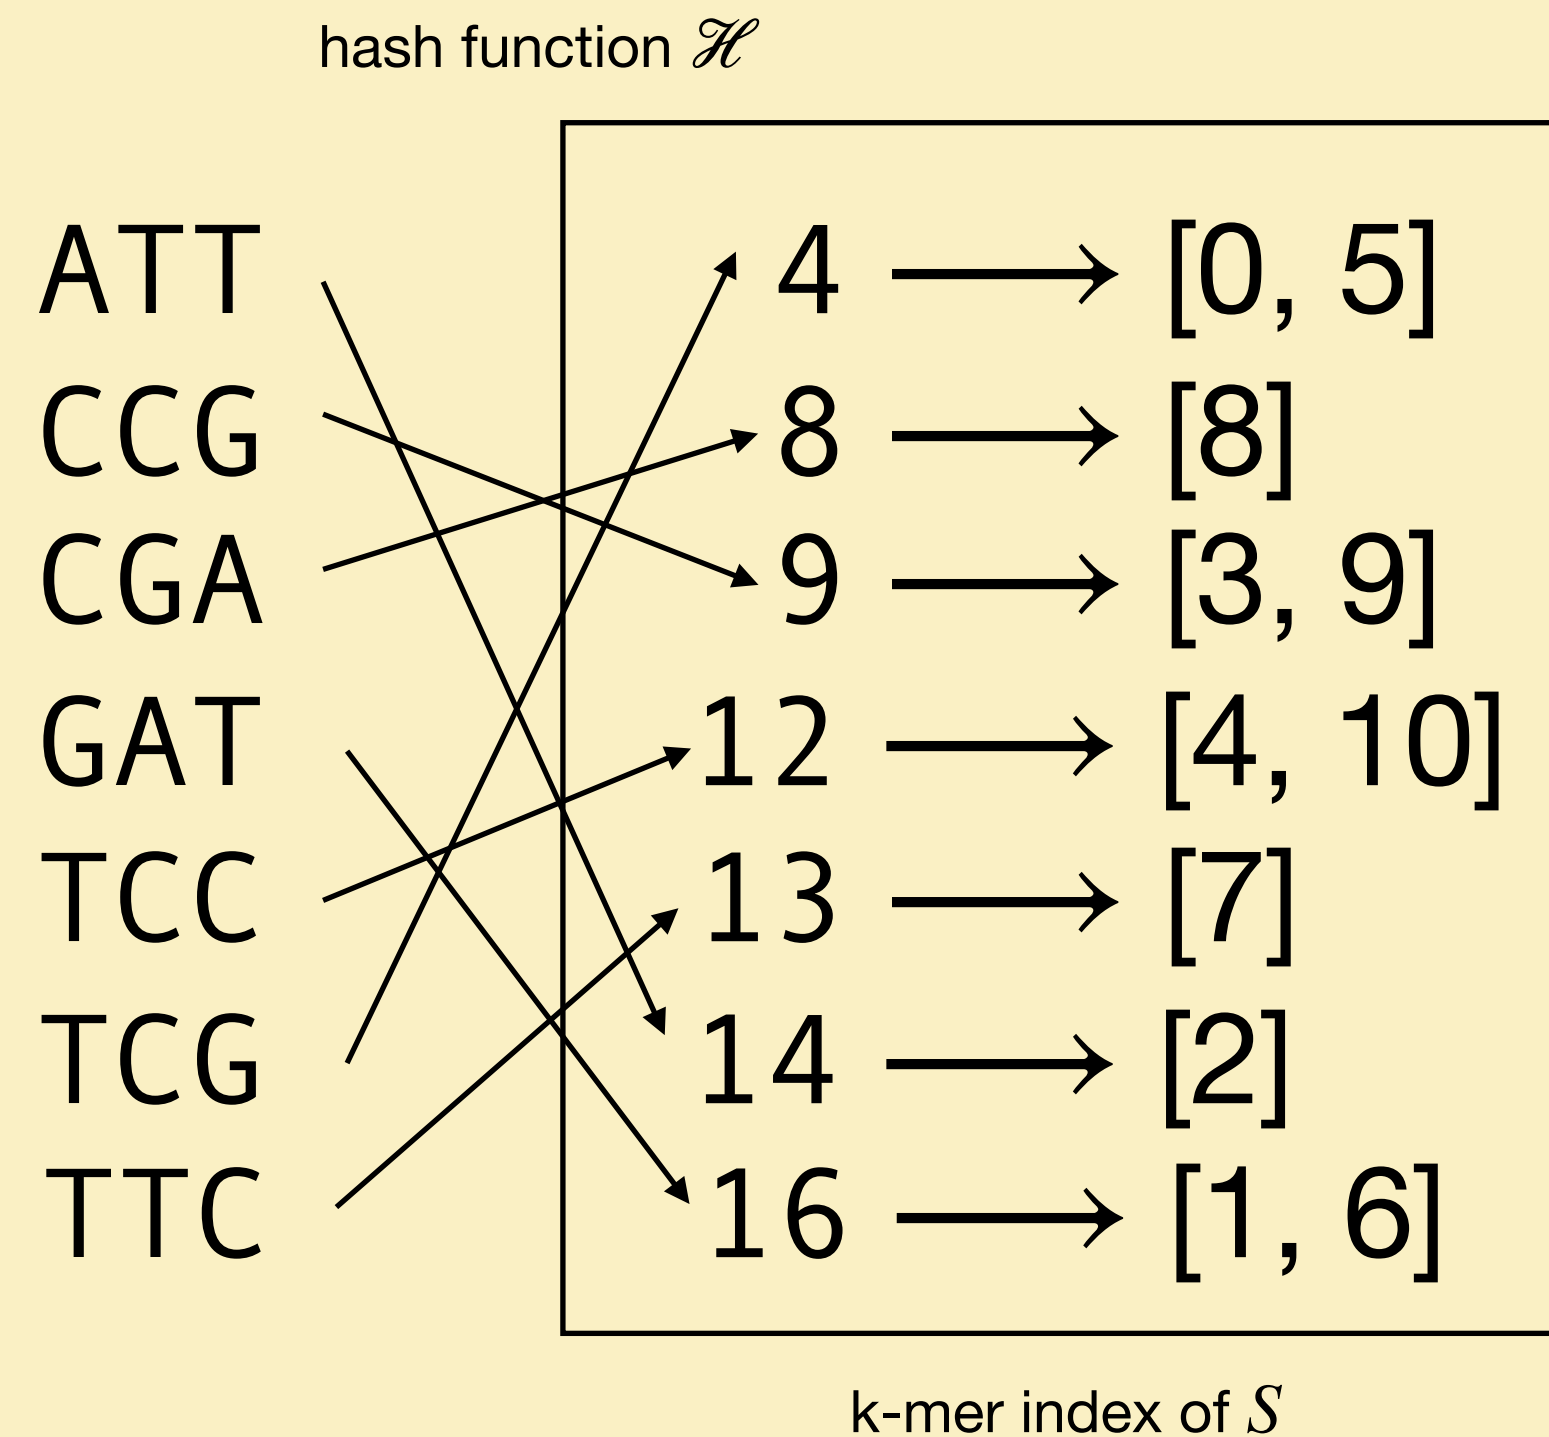 hash function ℋ
ATT 4 [0, 5]
CCG 8 [8]
CGA 9 [3, 9]
GAT 12 [4, 10]
TCC 13 [7]
TCG 14 [2]
TTC 16 [1, 6]
k-mer index of S